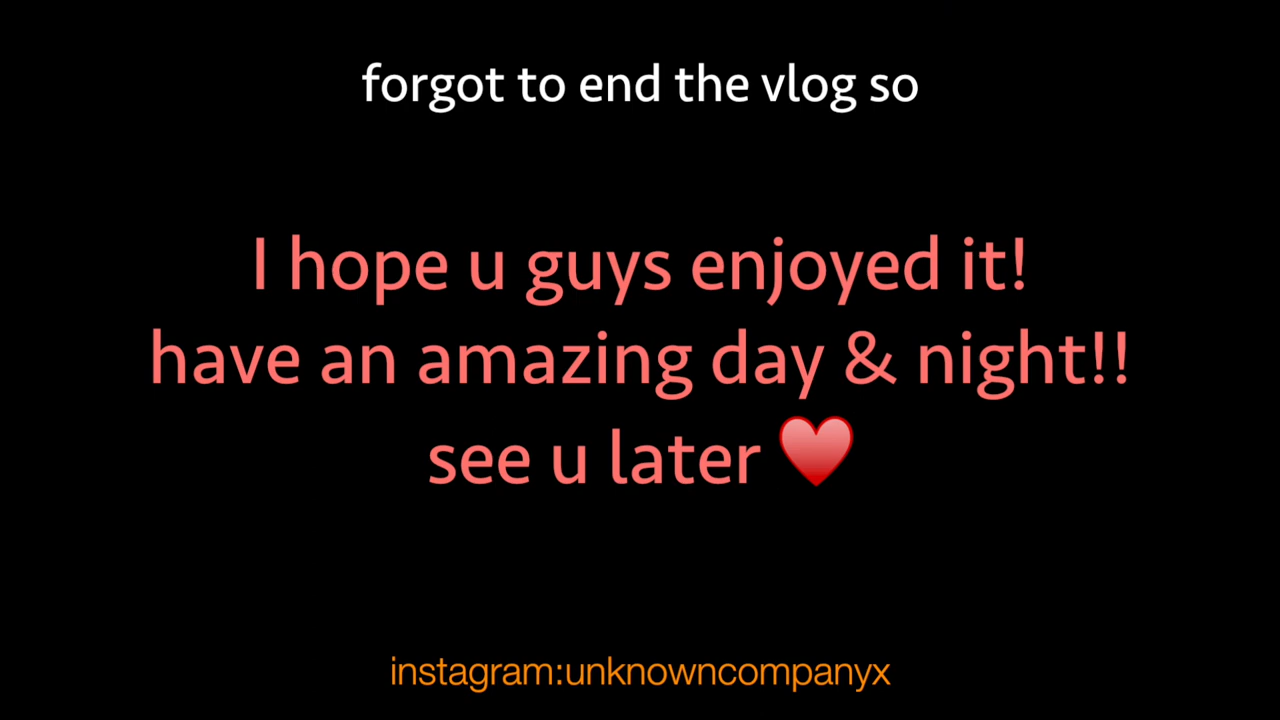 forgot to end the vlog so
I hope u guys enjoyed it!
have an amazing day & night!!
see u later ♥
instagram:unknowncompanyx